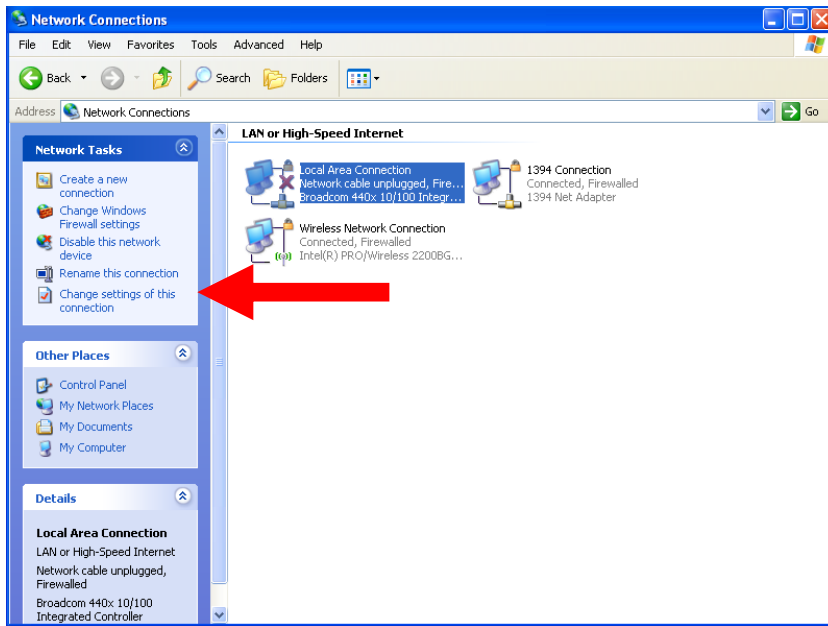 Network Connections
File Edit View Favorites Tools Advanced Help
Back Search Folders
Address Network Connections Go
Network Tasks
Create a new
connection
Change Windows
Firewall settings
Disable this network
device
Rename this connection
Change settings of this
connection
Other Places
Control Panel
My Network Places
My Documents
My Computer
Details
Local Area Connection
LAN or High-Speed Internet
Network cable unplugged,
Firewalled
Broadcom 440x 10/100
Integrated Controller
LAN or High-Speed Internet
Local Area Connection
Network cable unplugged, Fire...
Broadcom 440x 10/100 Integr...
1394 Connection
Connected, Firewalled
1394 Net Adapter
Wireless Network Connection
Connected, Firewalled
Intel(R) PRO/Wireless 2200BG...